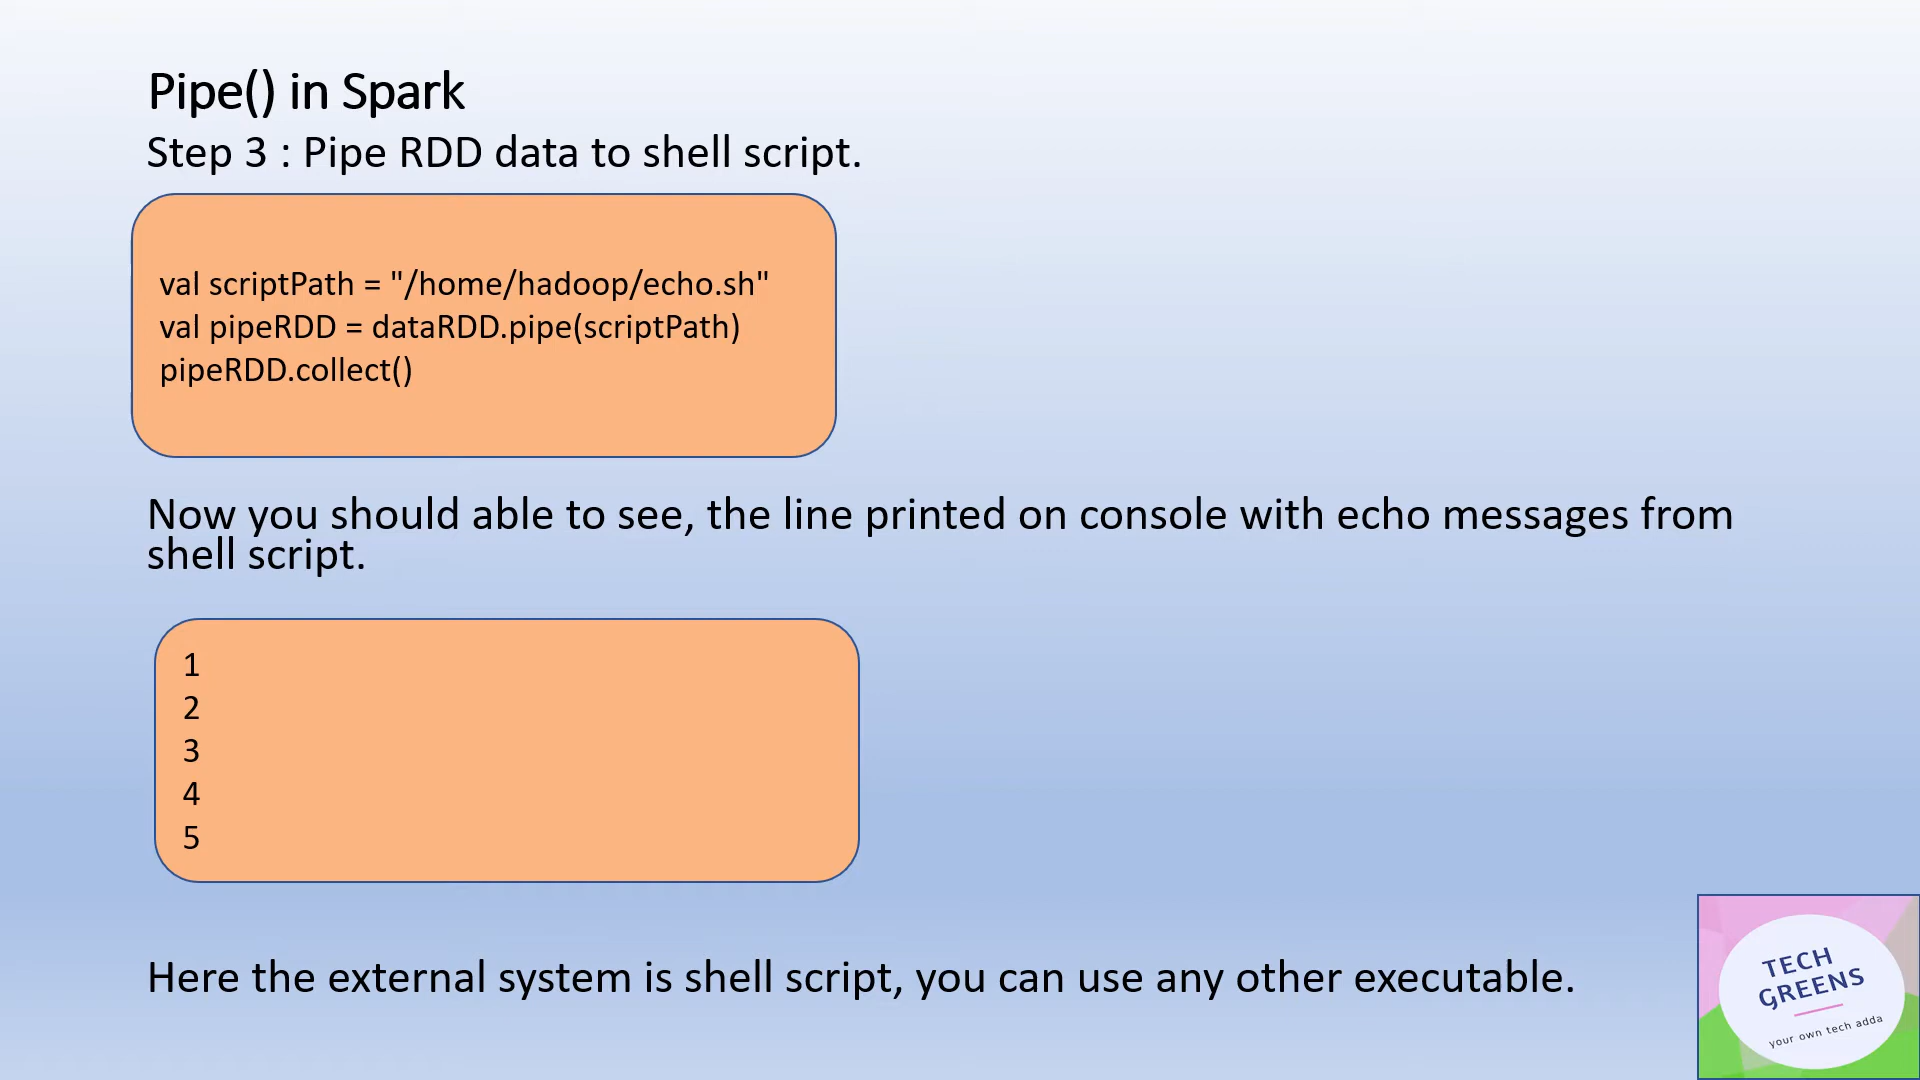 Pipe() in Spark
Step 3 : Pipe RDD data to shell script.
val scriptPath = "/home/hadoop/echo.sh"
val pipeRDD = dataRDD.pipe(scriptPath)
pipeRDD.collect()
Now you should able to see, the line printed on console with echo messages from
shell script.
1
2
3
4
5
Here the external system is shell script, you can use any other executable.
TECH
GREENS
your own tech adda